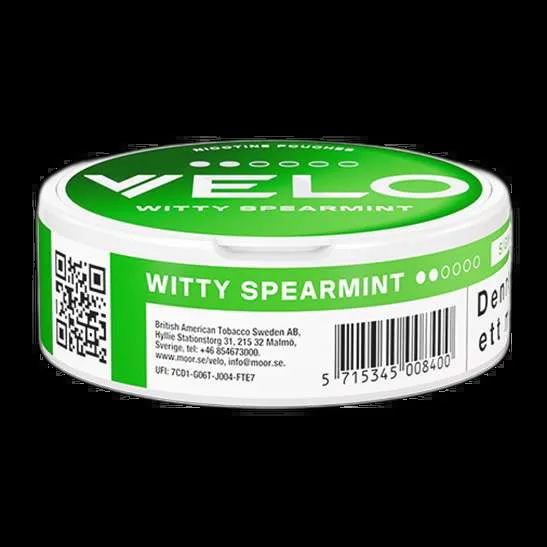 NICOTINE POUCHES
VELO
WITTY SPEARMINT
WITTY SPEARMINT
British American Tobacco Sweden AB,
Hyllie Stationstorg 31, 215 32 Malmö,
Sverige, tel: +46 854673000.
www.moor.se/velo, info@moor.se.
UFI: 7CD1-G06T-J004-FTE7
5 715345 008400
ett